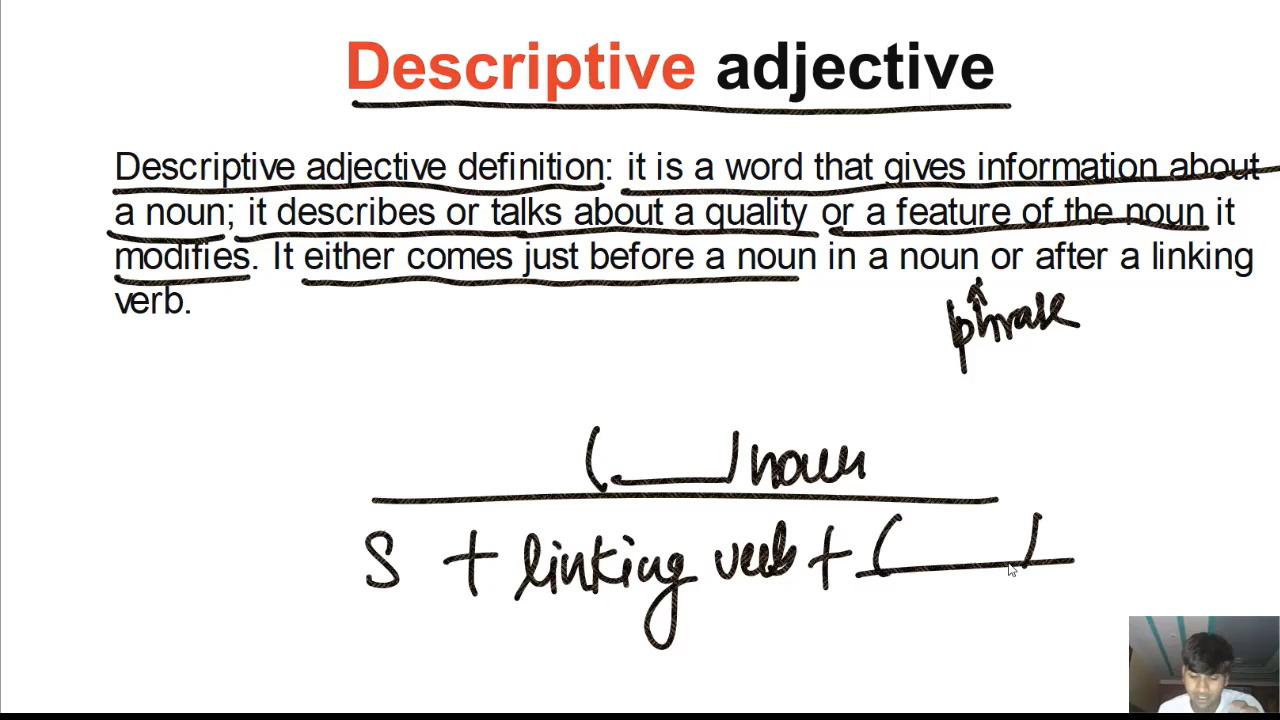 Descriptive adjective
Descriptive adjective definition: it is a word that gives information about
a noun; it describes or talks about a quality or a feature of the noun it
modifies. It either comes just before a noun in a noun or after a linking
verb.
phrase
( ) noun
S + linking verb + ( )